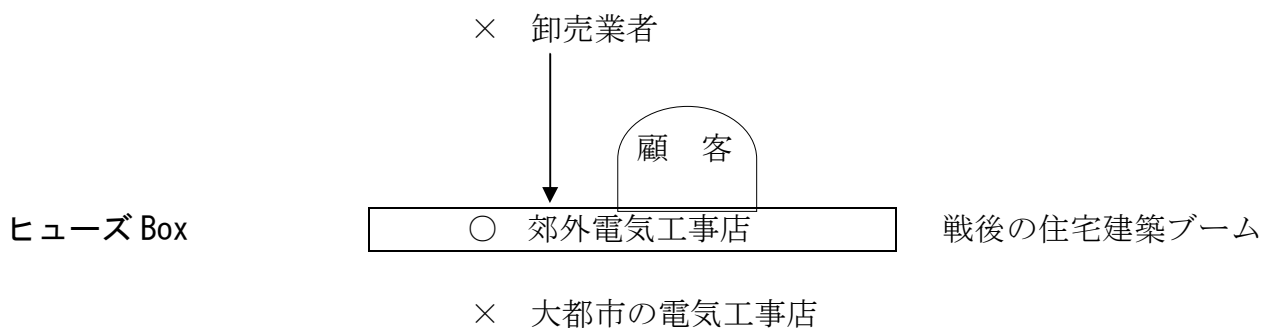 × 卸売業者
顧 客
ヒューズ Box
○ 郊外電気工事店
戦後の住宅建築ブーム
× 大都市の電気工事店